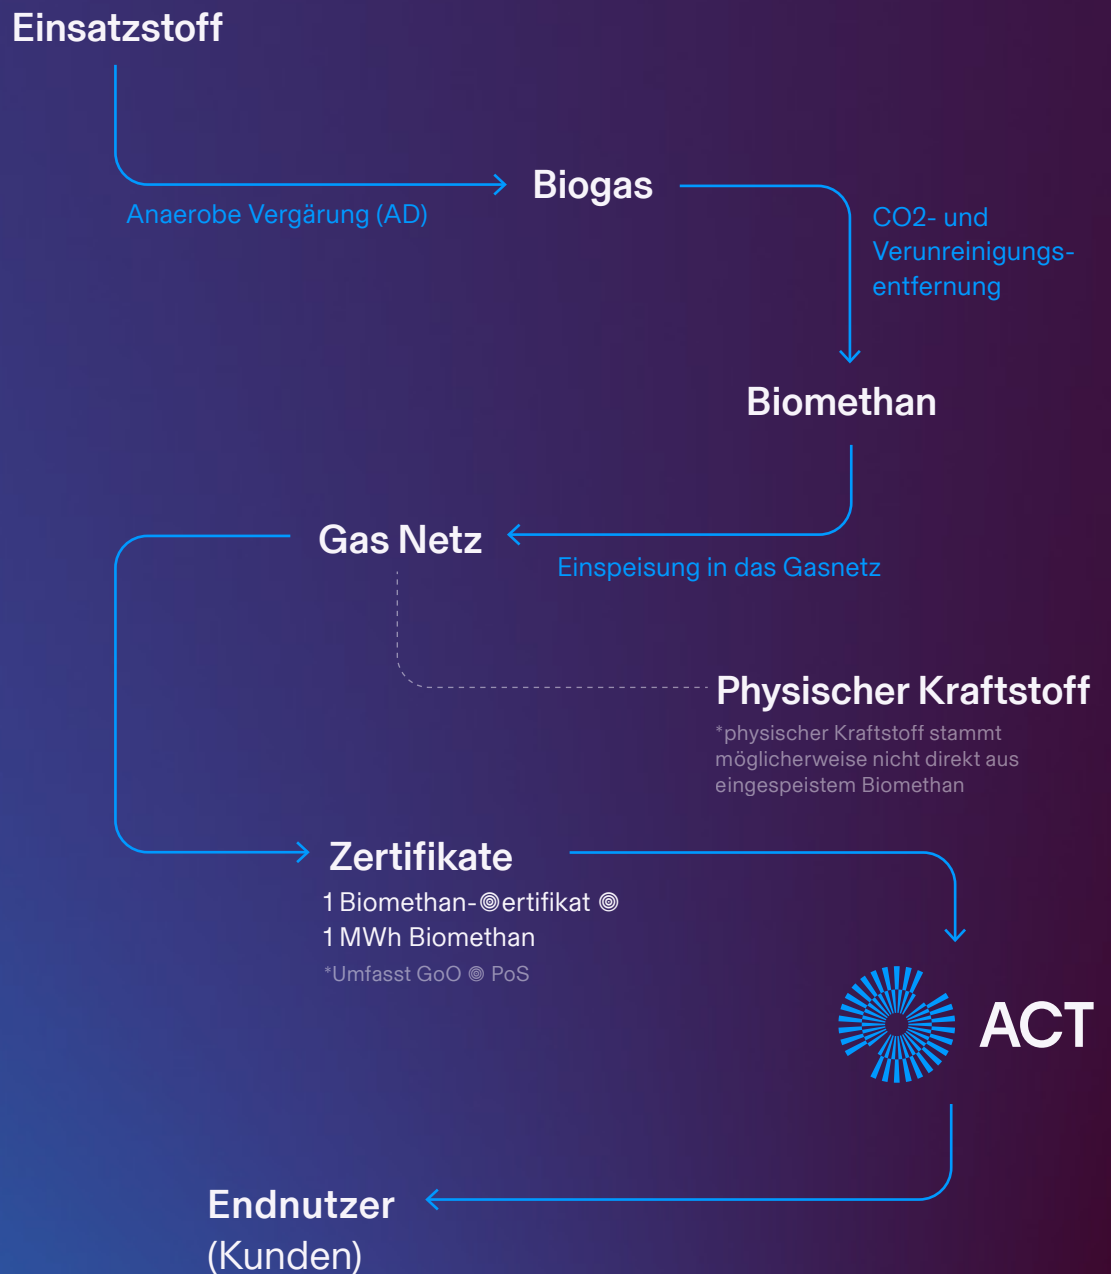 Einsatzstoff
Anaerobe Vergärung (AD)
Biogas
CO2- und
Verunreinigungs-
entfernung
Biomethan
Gas Netz
Einspeisung in das Gasnetz
Physischer Kraftstoff
*physischer Kraftstoff stammt
möglicherweise nicht direkt aus
eingespeistem Biomethan
Zertifikate
1 Biomethan-⌾ertifikat ⌾
1 MWh Biomethan
*Umfasst GoO ⌾ PoS
ACT
Endnutzer
(Kunden)